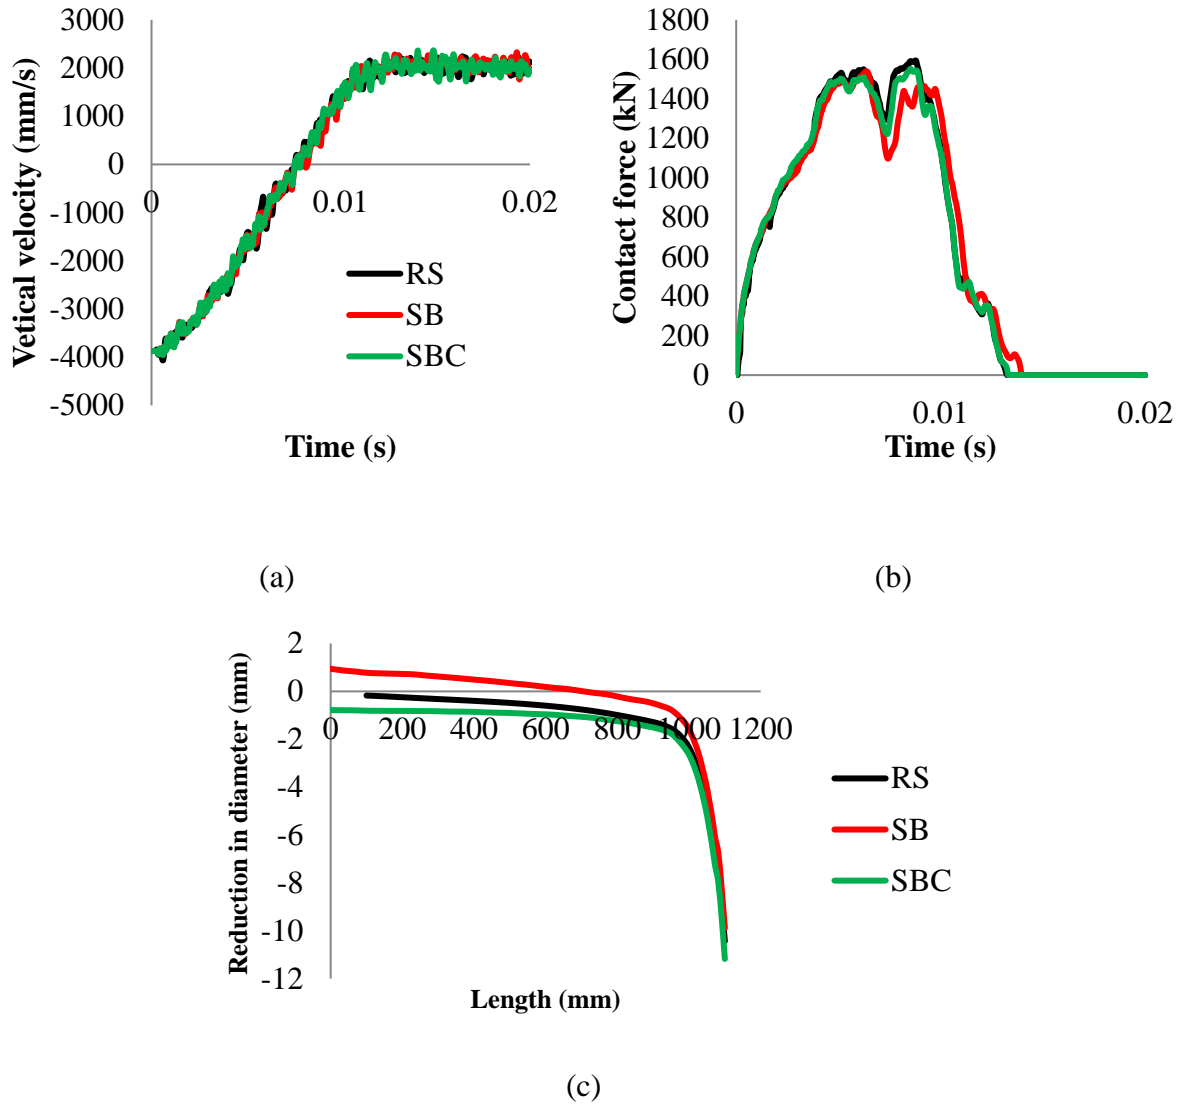 3000
2000
1000
0
-1000
-2000
-3000
-4000
-5000
0
0.01
0.02
Vetical velocity (mm/s)
Time (s)
RS
SB
SBC
(a)
1800
1600
1400
1200
1000
800
600
400
200
0
0
0.01
0.02
Contact force (kN)
Time (s)
(b)
2
0
-2
-4
-6
-8
-10
-12
0 200 400 600 800 1000 1200
Reduction in diameter (mm)
Length (mm)
RS
SB
SBC
(c)